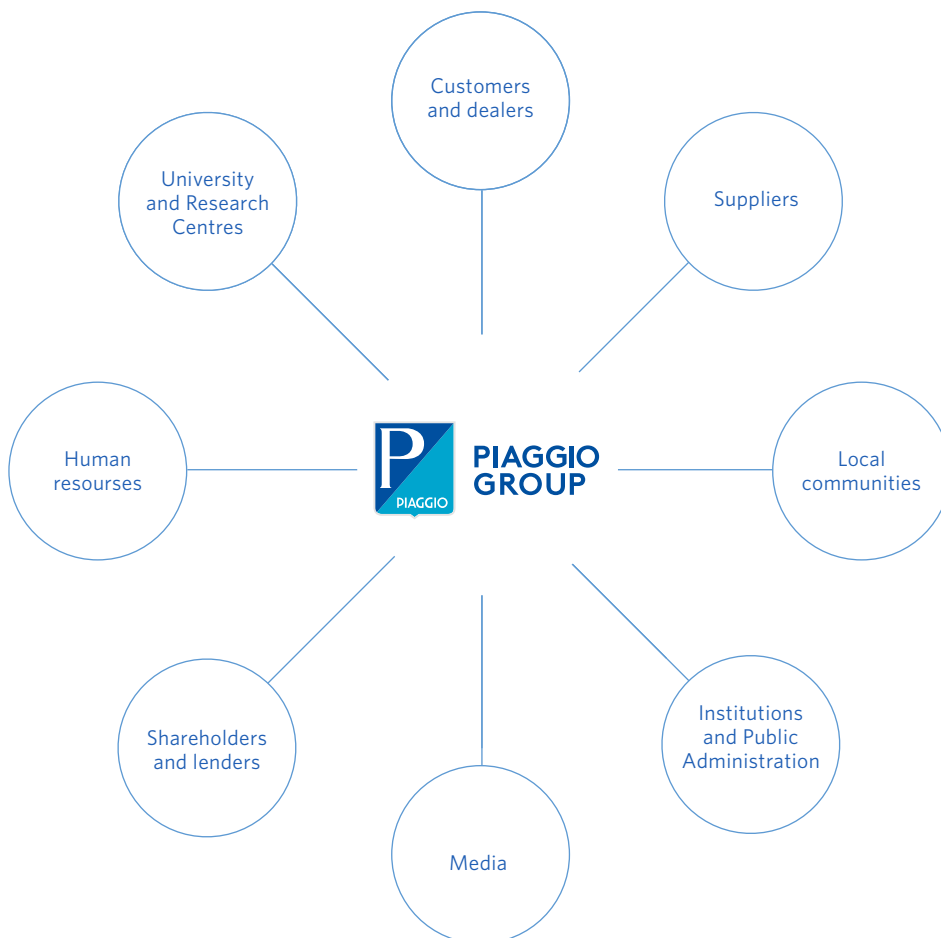 Customers
and dealers
University
and Research
Centres
Suppliers
Human
resourses
P
PIAGGIO
PIAGGIO
GROUP
Local
communities
Shareholders
and lenders
Institutions
and Public
Administration
Media